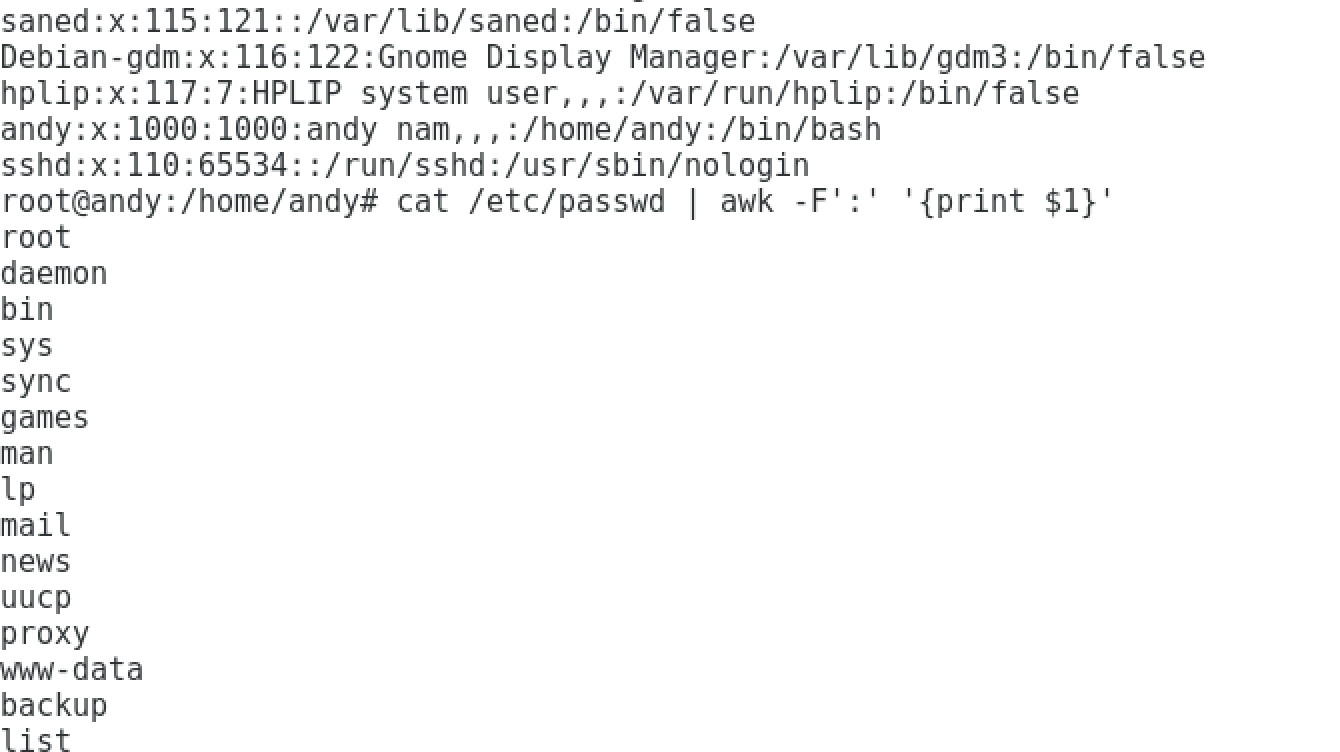 saned:x:115:121::/var/lib/saned:/bin/false
Debian-gdm:x:116:122:Gnome Display Manager:/var/lib/gdm3:/bin/false
hplip:x:117:7:HPLIP system user,,,:/var/run/hplip:/bin/false
andy:x:1000:1000:andy nam,,,:/home/andy:/bin/bash
sshd:x:110:65534::/run/sshd:/usr/sbin/nologin
root@andy:/home/andy# cat /etc/passwd | awk -F':' '{print $1}'
root
daemon
bin
sys
sync
games
man
lp
mail
news
uucp
proxy
www-data
backup
list